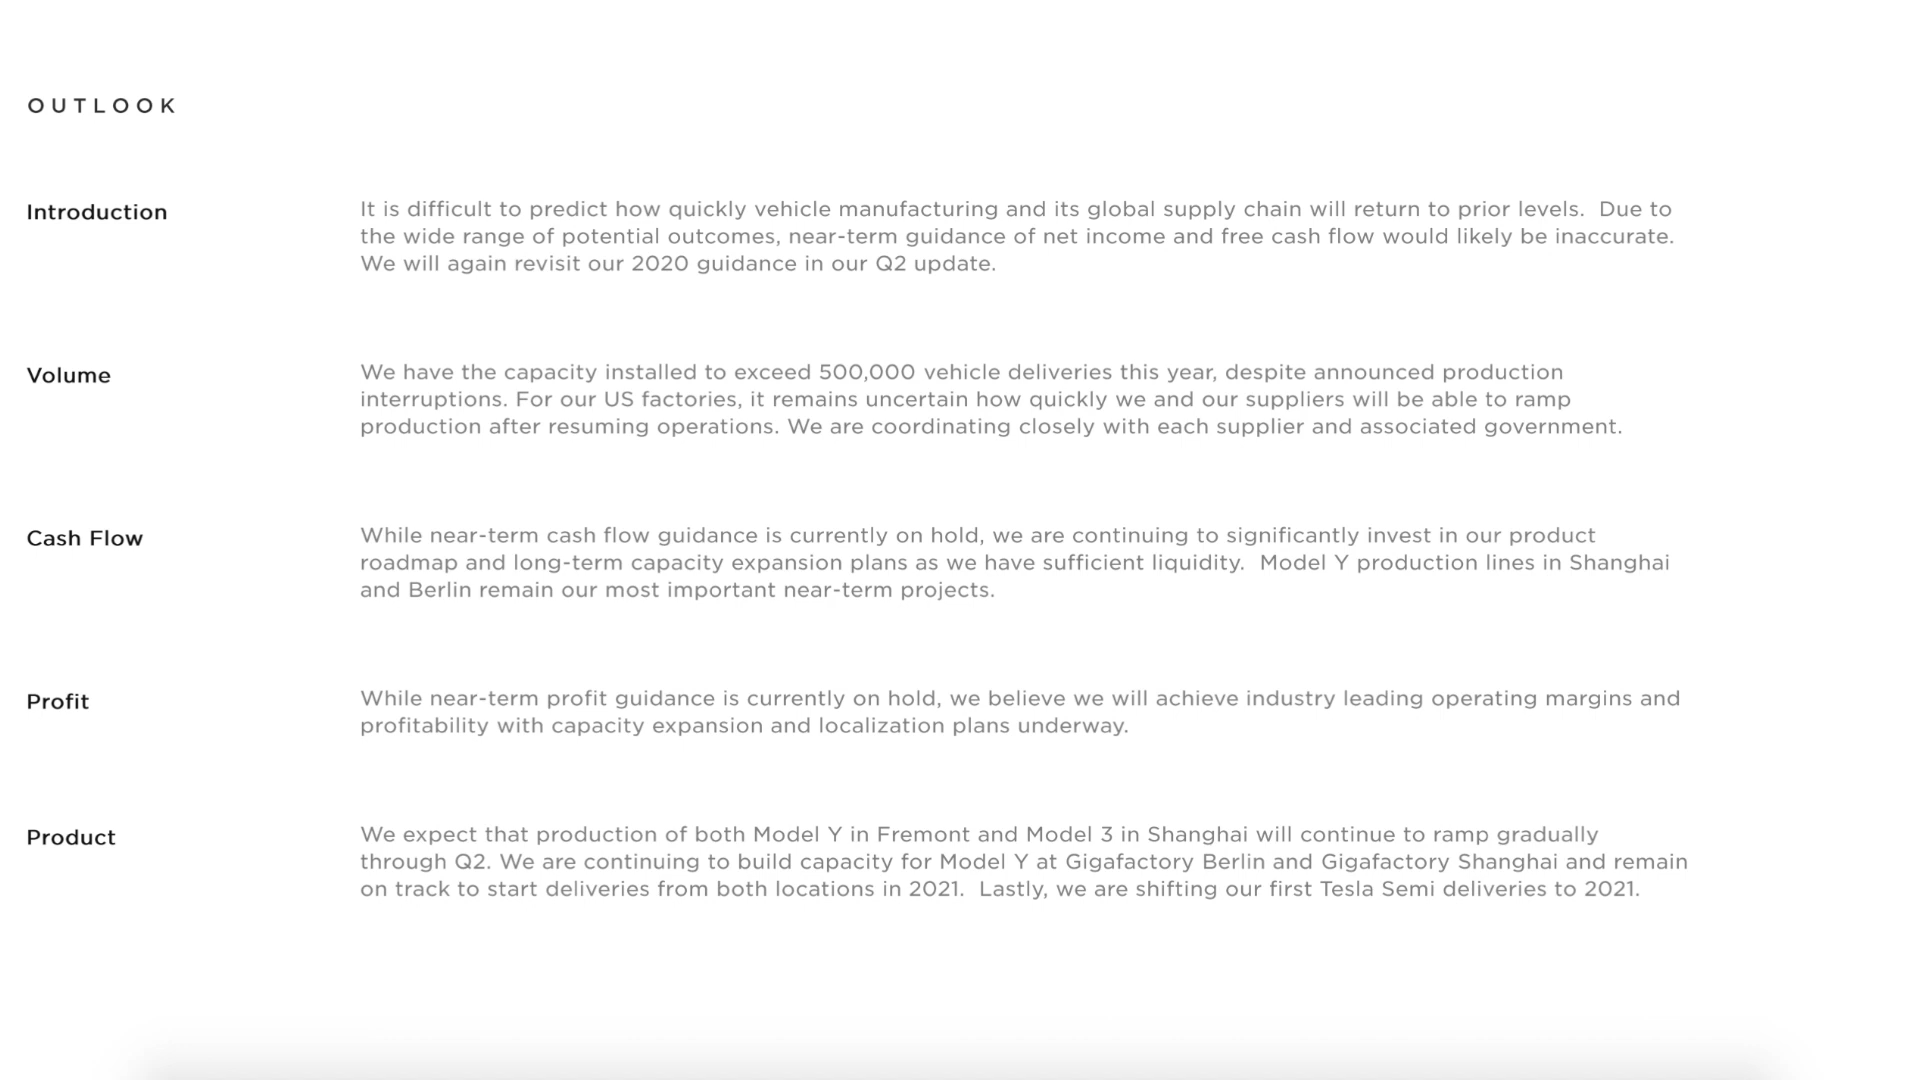 OUTLOOK
Introduction
It is difficult to predict how quickly vehicle manufacturing and its global supply chain will return to prior levels.  Due to
the wide range of potential outcomes, near-term guidance of net income and free cash flow would likely be inaccurate.
We will again revisit our 2020 guidance in our Q2 update.
Volume
We have the capacity installed to exceed 500,000 vehicle deliveries this year, despite announced production
interruptions. For our US factories, it remains uncertain how quickly we and our suppliers will be able to ramp
production after resuming operations. We are coordinating closely with each supplier and associated government.
Cash Flow
While near-term cash flow guidance is currently on hold, we are continuing to significantly invest in our product
roadmap and long-term capacity expansion plans as we have sufficient liquidity.  Model Y production lines in Shanghai
and Berlin remain our most important near-term projects.
Profit
While near-term profit guidance is currently on hold, we believe we will achieve industry leading operating margins and
profitability with capacity expansion and localization plans underway.
Product
We expect that production of both Model Y in Fremont and Model 3 in Shanghai will continue to ramp gradually
through Q2. We are continuing to build capacity for Model Y at Gigafactory Berlin and Gigafactory Shanghai and remain
on track to start deliveries from both locations in 2021.  Lastly, we are shifting our first Tesla Semi deliveries to 2021.